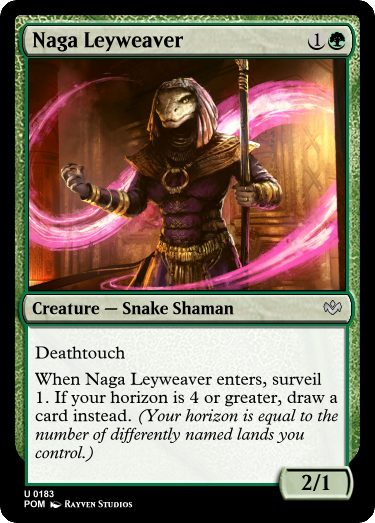 Naga Leyweaver 1
Creature — Snake Shaman
Deathtouch
When Naga Leyweaver enters, surveil
1. If your horizon is 4 or greater, draw a
card instead. (Your horizon is equal to the
number of differently named lands you
control.)
2/1
U 0183
POM Rayven Studios